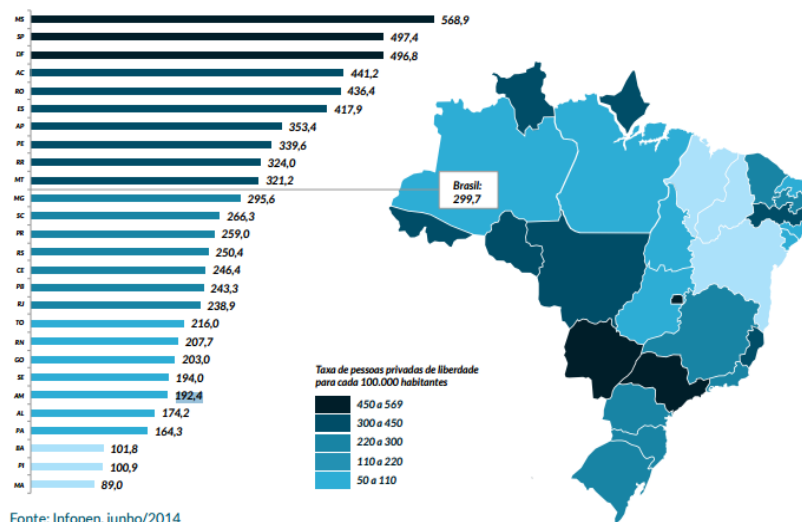 MS 568,9
SP 497,4
DF 496,8
AC 441,2
RO 436,4
ES 417,9
AP 353,4
PE 339,6
RR 324,0
MT 321,2
Brasil:
299,7
MG 295,6
SC 266,3
PR 259,0
RS 250,4
CE 246,4
PB 243,3
RJ 238,9
TO 216,0
RN 207,7
GO 203,0
SE 194,0
AM 192,4
AL 174,2
PA 164,3
BA 101,8
PI 100,9
MA 89,0
Taxa de pessoas privadas de liberdade
para cada 100.000 habitantes
450 a 569
300 a 450
220 a 300
110 a 220
50 a 110
Fonte: Infopen, junho/2014